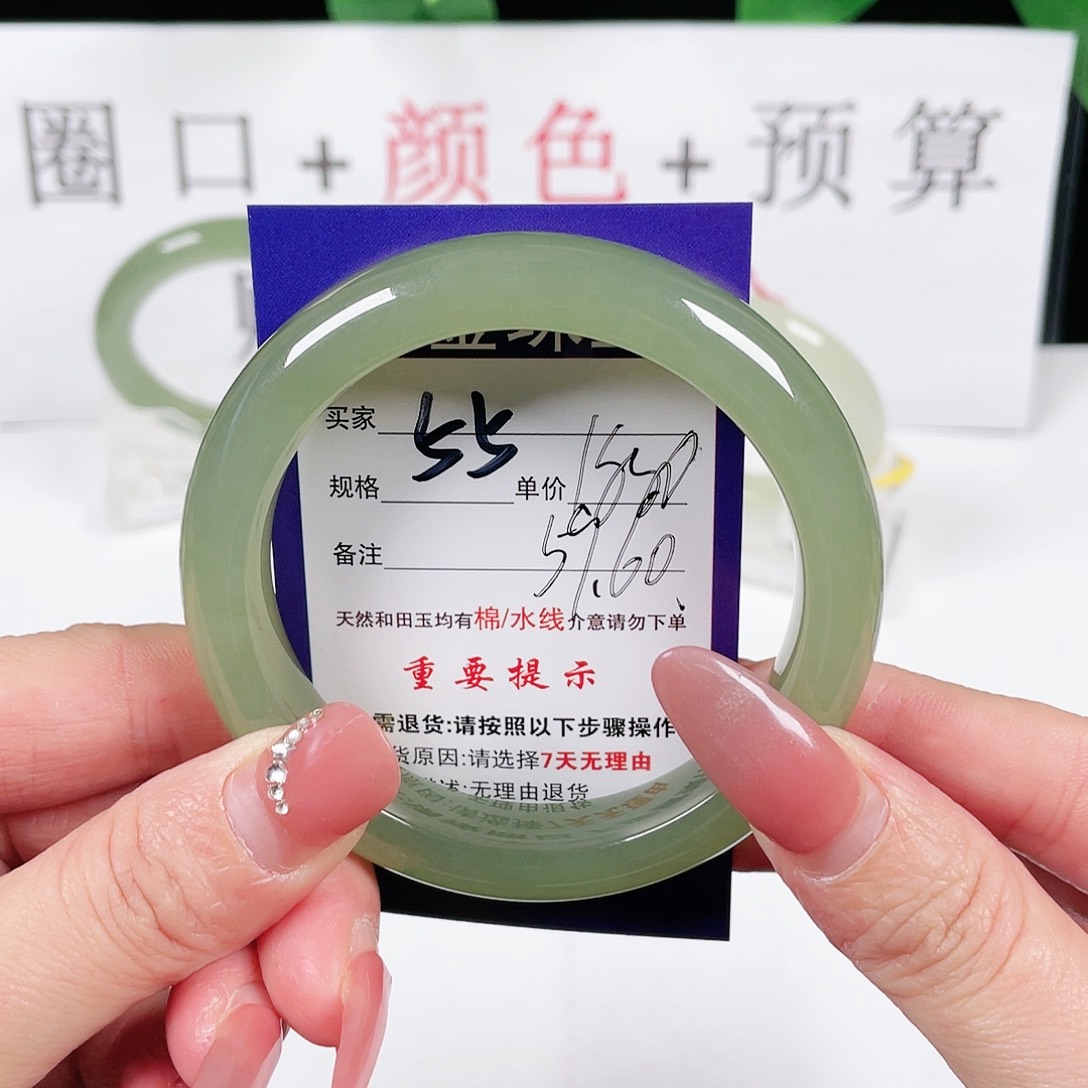 圈口+颜色+预算
买家 55
规格 单价
59.60
备注
天然和田玉均有棉/水线介意请勿下单
重要提示
需退货:请按照以下步骤操作
货原因:请选择7天无理由
述:无理由退货